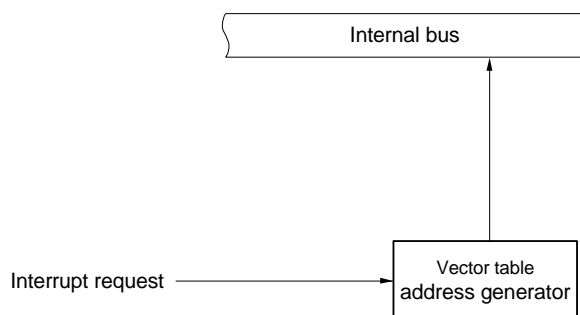 Internal bus
Interrupt request
Vector table
address generator